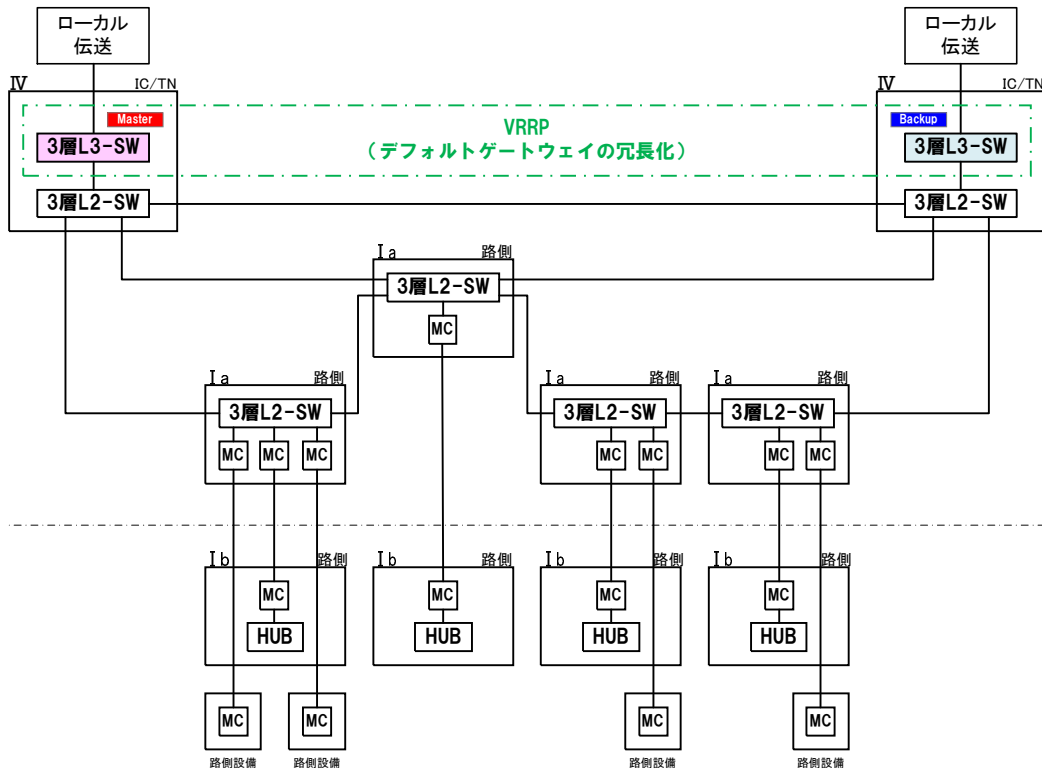 ローカル
伝送
ローカル
伝送
Ⅳ
IC/TN
Ⅳ
IC/TN
Master
Backup
VRRP
(デフォルトゲートウェイの冗長化)
3層L3-SW
3層L3-SW
3層L2-SW
3層L2-SW
Ⅰa
路側
3層L2-SW
MC
Ⅰa
路側
Ⅰa
路側
Ⅰa
路側
3層L2-SW
3層L2-SW
3層L2-SW
MC
MC
MC
MC
MC
MC
MC
Ⅰb
路側
Ⅰb
路側
Ⅰb
路側
Ⅰb
路側
MC
MC
MC
MC
HUB
HUB
HUB
HUB
MC
MC
MC
MC
路側設備
路側設備
路側設備
路側設備